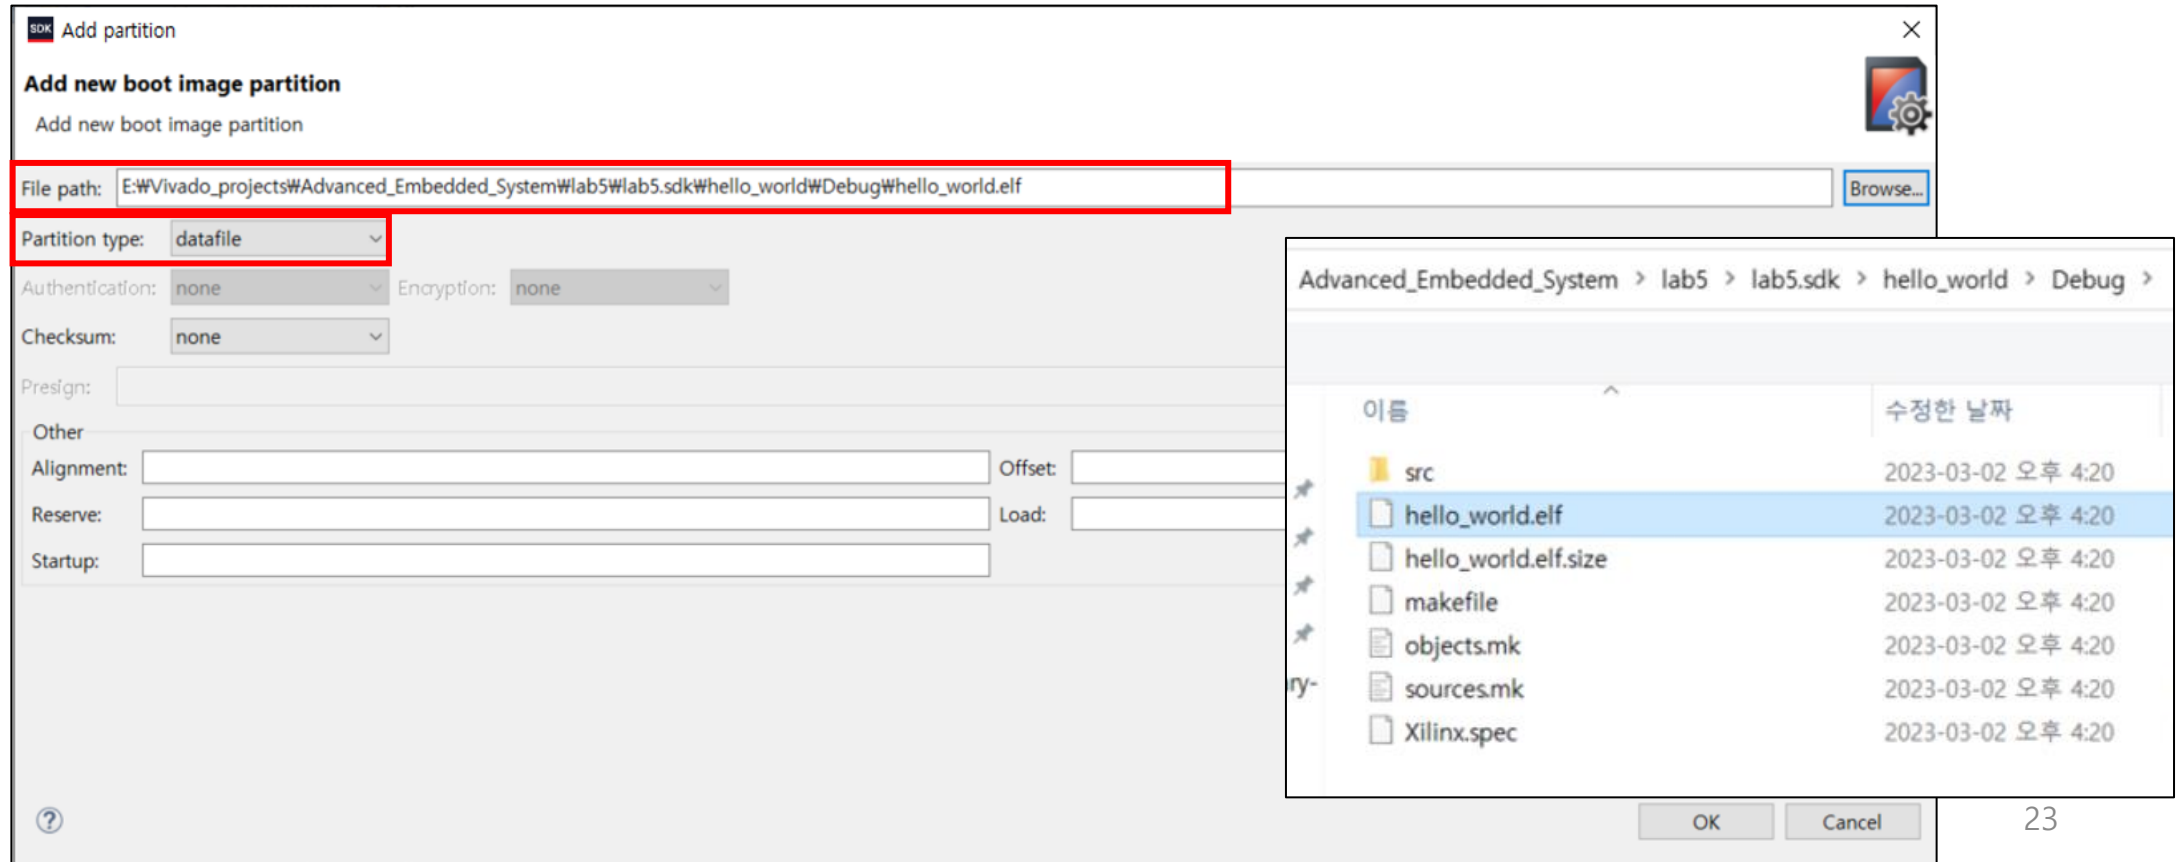 SDK Add partition
Add new boot image partition
Add new boot image partition
File path: E:₩Vivado_projects₩Advanced_Embedded_System₩lab5₩lab5.sdk₩hello_world₩Debug₩hello_world.elf Browse...
Partition type: datafile
Authentication: none Encryption: none
Checksum: none
Presign:
Other
Alignment: Offset:
Reserve: Load:
Startup:
Advanced_Embedded_System > lab5 > lab5.sdk > hello_world > Debug >
이름 수정한 날짜
src 2023-03-02 오후 4:20
hello_world.elf 2023-03-02 오후 4:20
hello_world.elf.size 2023-03-02 오후 4:20
makefile 2023-03-02 오후 4:20
objects.mk 2023-03-02 오후 4:20
ry- sources.mk 2023-03-02 오후 4:20
Xilinx.spec 2023-03-02 오후 4:20
OK Cancel
23